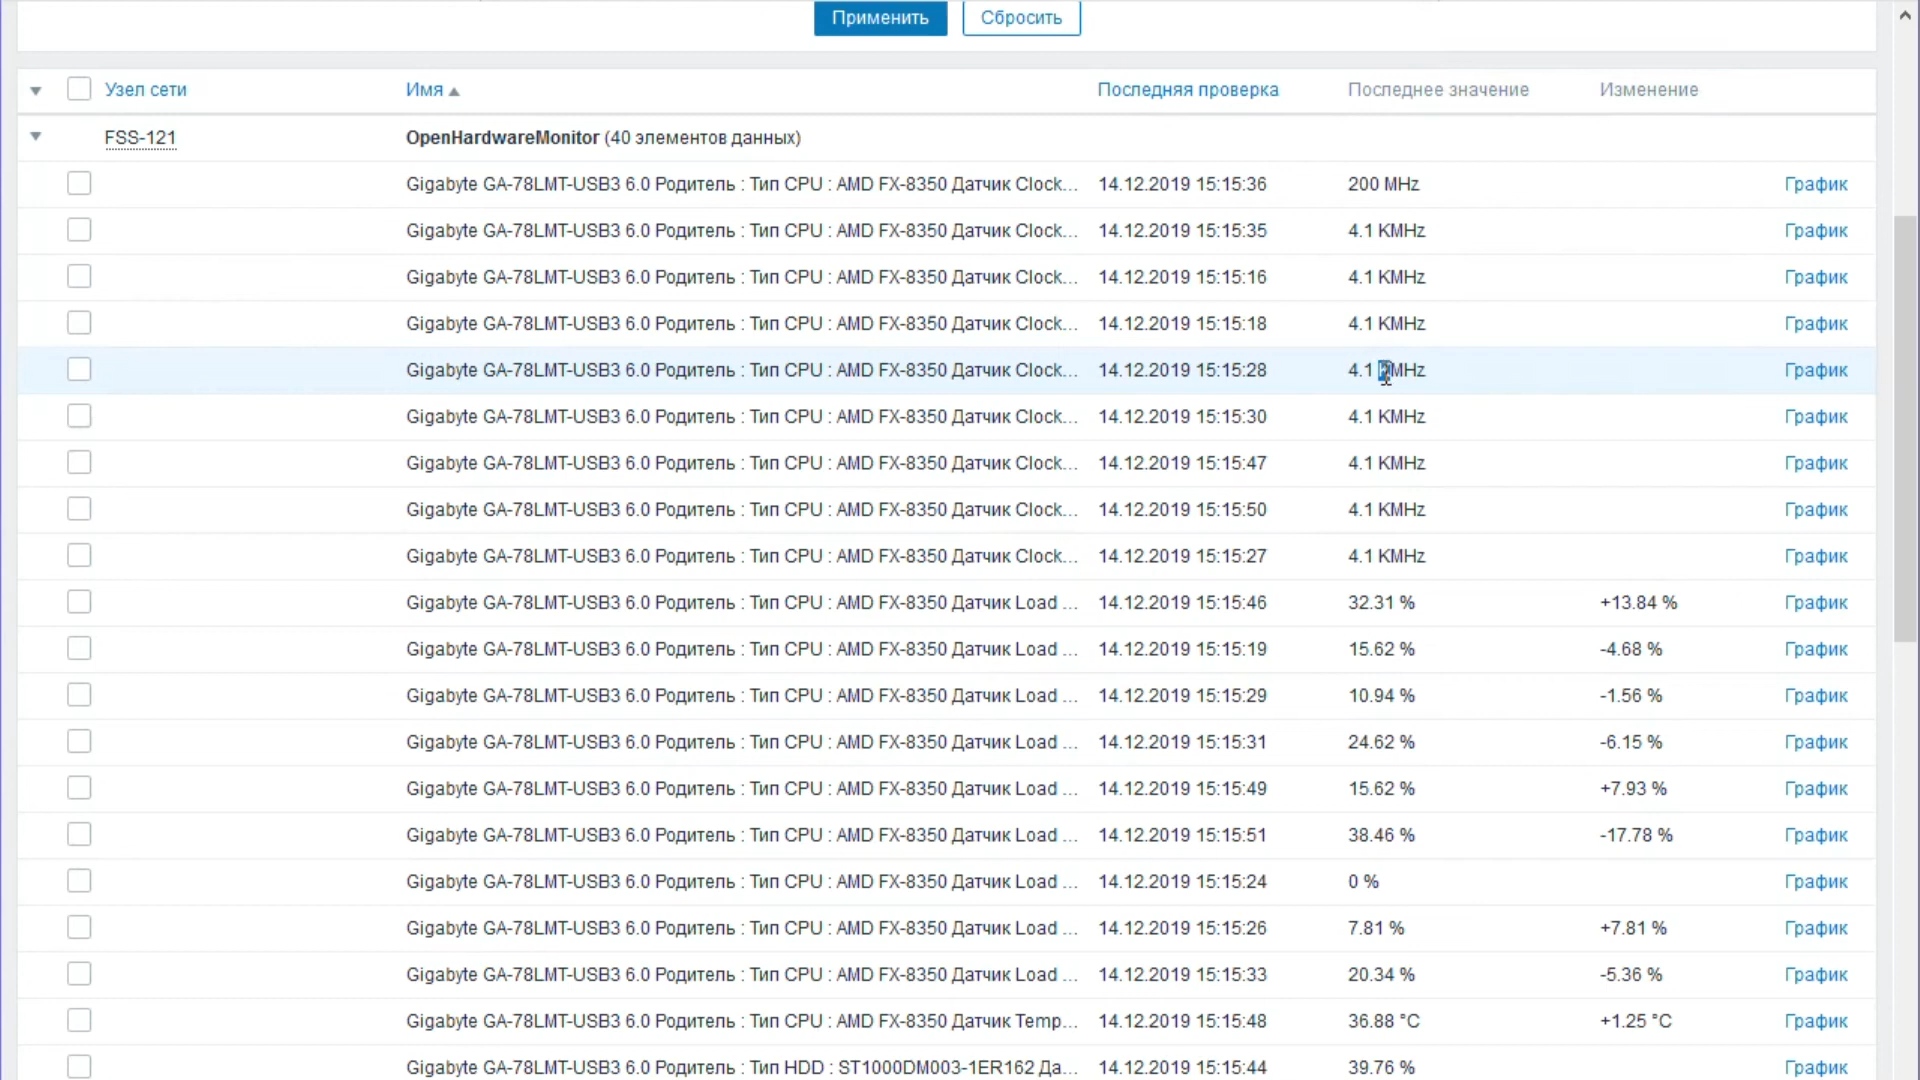 Применить Сбросить
Узел сети Имя Последняя проверка Последнее значение Изменение
FSS-121 OpenHardwareMonitor (40 элементов данных)
Gigabyte GA-78LMT-USB3 6.0 Родитель : Тип CPU : AMD FX-8350 Датчик Clock... 14.12.2019 15:15:36 200 MHz График
Gigabyte GA-78LMT-USB3 6.0 Родитель : Тип CPU : AMD FX-8350 Датчик Clock... 14.12.2019 15:15:35 4.1 KMHz График
Gigabyte GA-78LMT-USB3 6.0 Родитель : Тип CPU : AMD FX-8350 Датчик Clock... 14.12.2019 15:15:16 4.1 KMHz График
Gigabyte GA-78LMT-USB3 6.0 Родитель : Тип CPU : AMD FX-8350 Датчик Clock... 14.12.2019 15:15:18 4.1 KMHz График
Gigabyte GA-78LMT-USB3 6.0 Родитель : Тип CPU : AMD FX-8350 Датчик Clock... 14.12.2019 15:15:28 4.1 KMHz График
Gigabyte GA-78LMT-USB3 6.0 Родитель : Тип CPU : AMD FX-8350 Датчик Clock... 14.12.2019 15:15:30 4.1 KMHz График
Gigabyte GA-78LMT-USB3 6.0 Родитель : Тип CPU : AMD FX-8350 Датчик Clock... 14.12.2019 15:15:47 4.1 KMHz График
Gigabyte GA-78LMT-USB3 6.0 Родитель : Тип CPU : AMD FX-8350 Датчик Clock... 14.12.2019 15:15:50 4.1 KMHz График
Gigabyte GA-78LMT-USB3 6.0 Родитель : Тип CPU : AMD FX-8350 Датчик Clock... 14.12.2019 15:15:27 4.1 KMHz График
Gigabyte GA-78LMT-USB3 6.0 Родитель : Тип CPU : AMD FX-8350 Датчик Load ... 14.12.2019 15:15:46 32.31 % +13.84 % График
Gigabyte GA-78LMT-USB3 6.0 Родитель : Тип CPU : AMD FX-8350 Датчик Load ... 14.12.2019 15:15:19 15.62 % -4.68 % График
Gigabyte GA-78LMT-USB3 6.0 Родитель : Тип CPU : AMD FX-8350 Датчик Load ... 14.12.2019 15:15:29 10.94 % -1.56 % График
Gigabyte GA-78LMT-USB3 6.0 Родитель : Тип CPU : AMD FX-8350 Датчик Load ... 14.12.2019 15:15:31 24.62 % -6.15 % График
Gigabyte GA-78LMT-USB3 6.0 Родитель : Тип CPU : AMD FX-8350 Датчик Load ... 14.12.2019 15:15:49 15.62 % +7.93 % График
Gigabyte GA-78LMT-USB3 6.0 Родитель : Тип CPU : AMD FX-8350 Датчик Load ... 14.12.2019 15:15:51 38.46 % -17.78 % График
Gigabyte GA-78LMT-USB3 6.0 Родитель : Тип CPU : AMD FX-8350 Датчик Load ... 14.12.2019 15:15:24 0 % График
Gigabyte GA-78LMT-USB3 6.0 Родитель : Тип CPU : AMD FX-8350 Датчик Load ... 14.12.2019 15:15:26 7.81 % +7.81 % График
Gigabyte GA-78LMT-USB3 6.0 Родитель : Тип CPU : AMD FX-8350 Датчик Load ... 14.12.2019 15:15:33 20.34 % -5.36 % График
Gigabyte GA-78LMT-USB3 6.0 Родитель : Тип CPU : AMD FX-8350 Датчик Temp... 14.12.2019 15:15:48 36.88 °C +1.25 °C График
Gigabyte GA-78LMT-USB3 6.0 Родитель : Тип HDD : ST1000DM003-1ER162 Да... 14.12.2019 15:15:44 39.76 % График